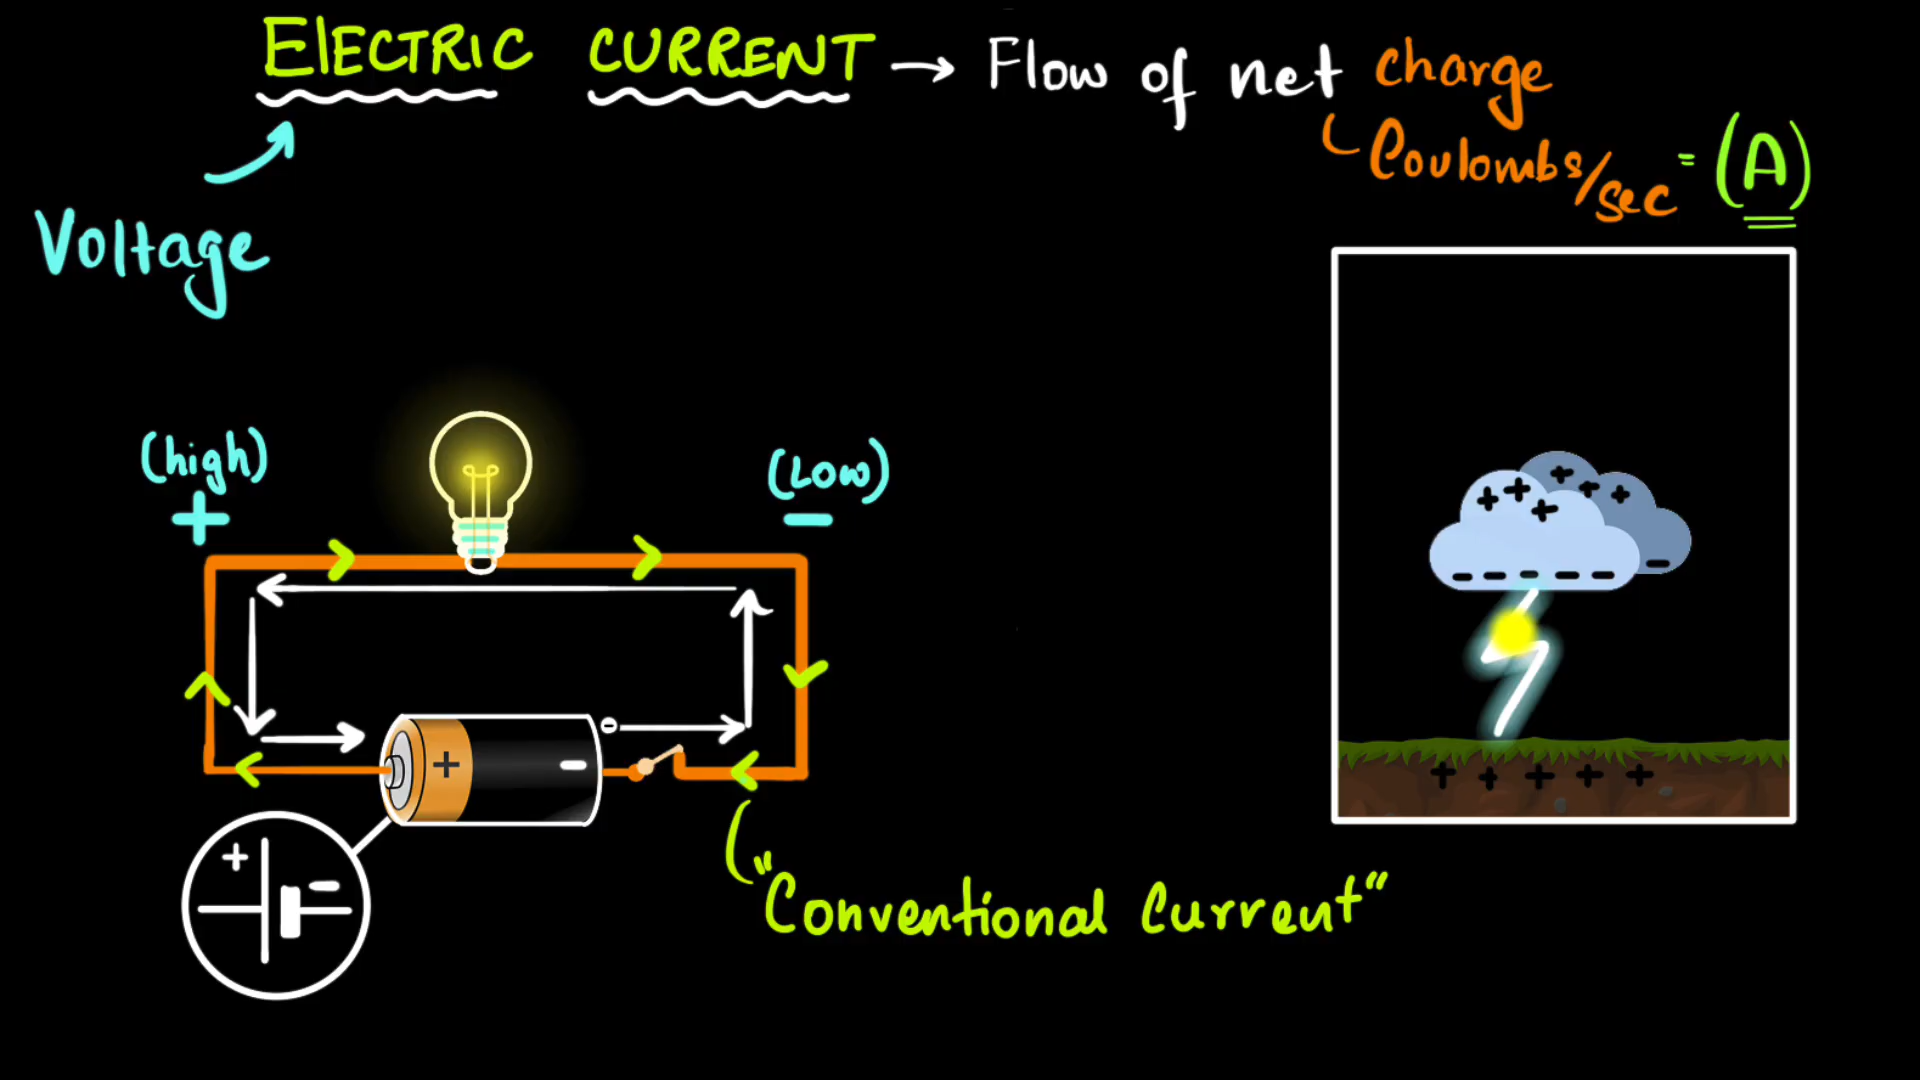 ElECTRIC CURRENT → Flow of net charge
Coulombs/sec = (A)
Voltage
(high)
+
(Low)
-
+ -
+ -
"Conventional Current"